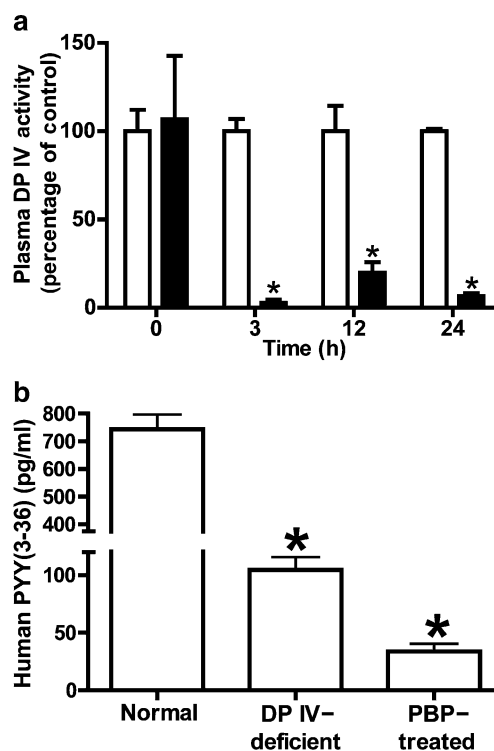 a
Plasma DP IV activity
(percentage of control)
150
100
50
0
*
*
*
0 3 12 24
Time (h)
b
Human PYY(3-36) (pg/ml)
800
700
600
500
400
100
50
0
*
*
Normal DP IV− PBP−
deficient treated